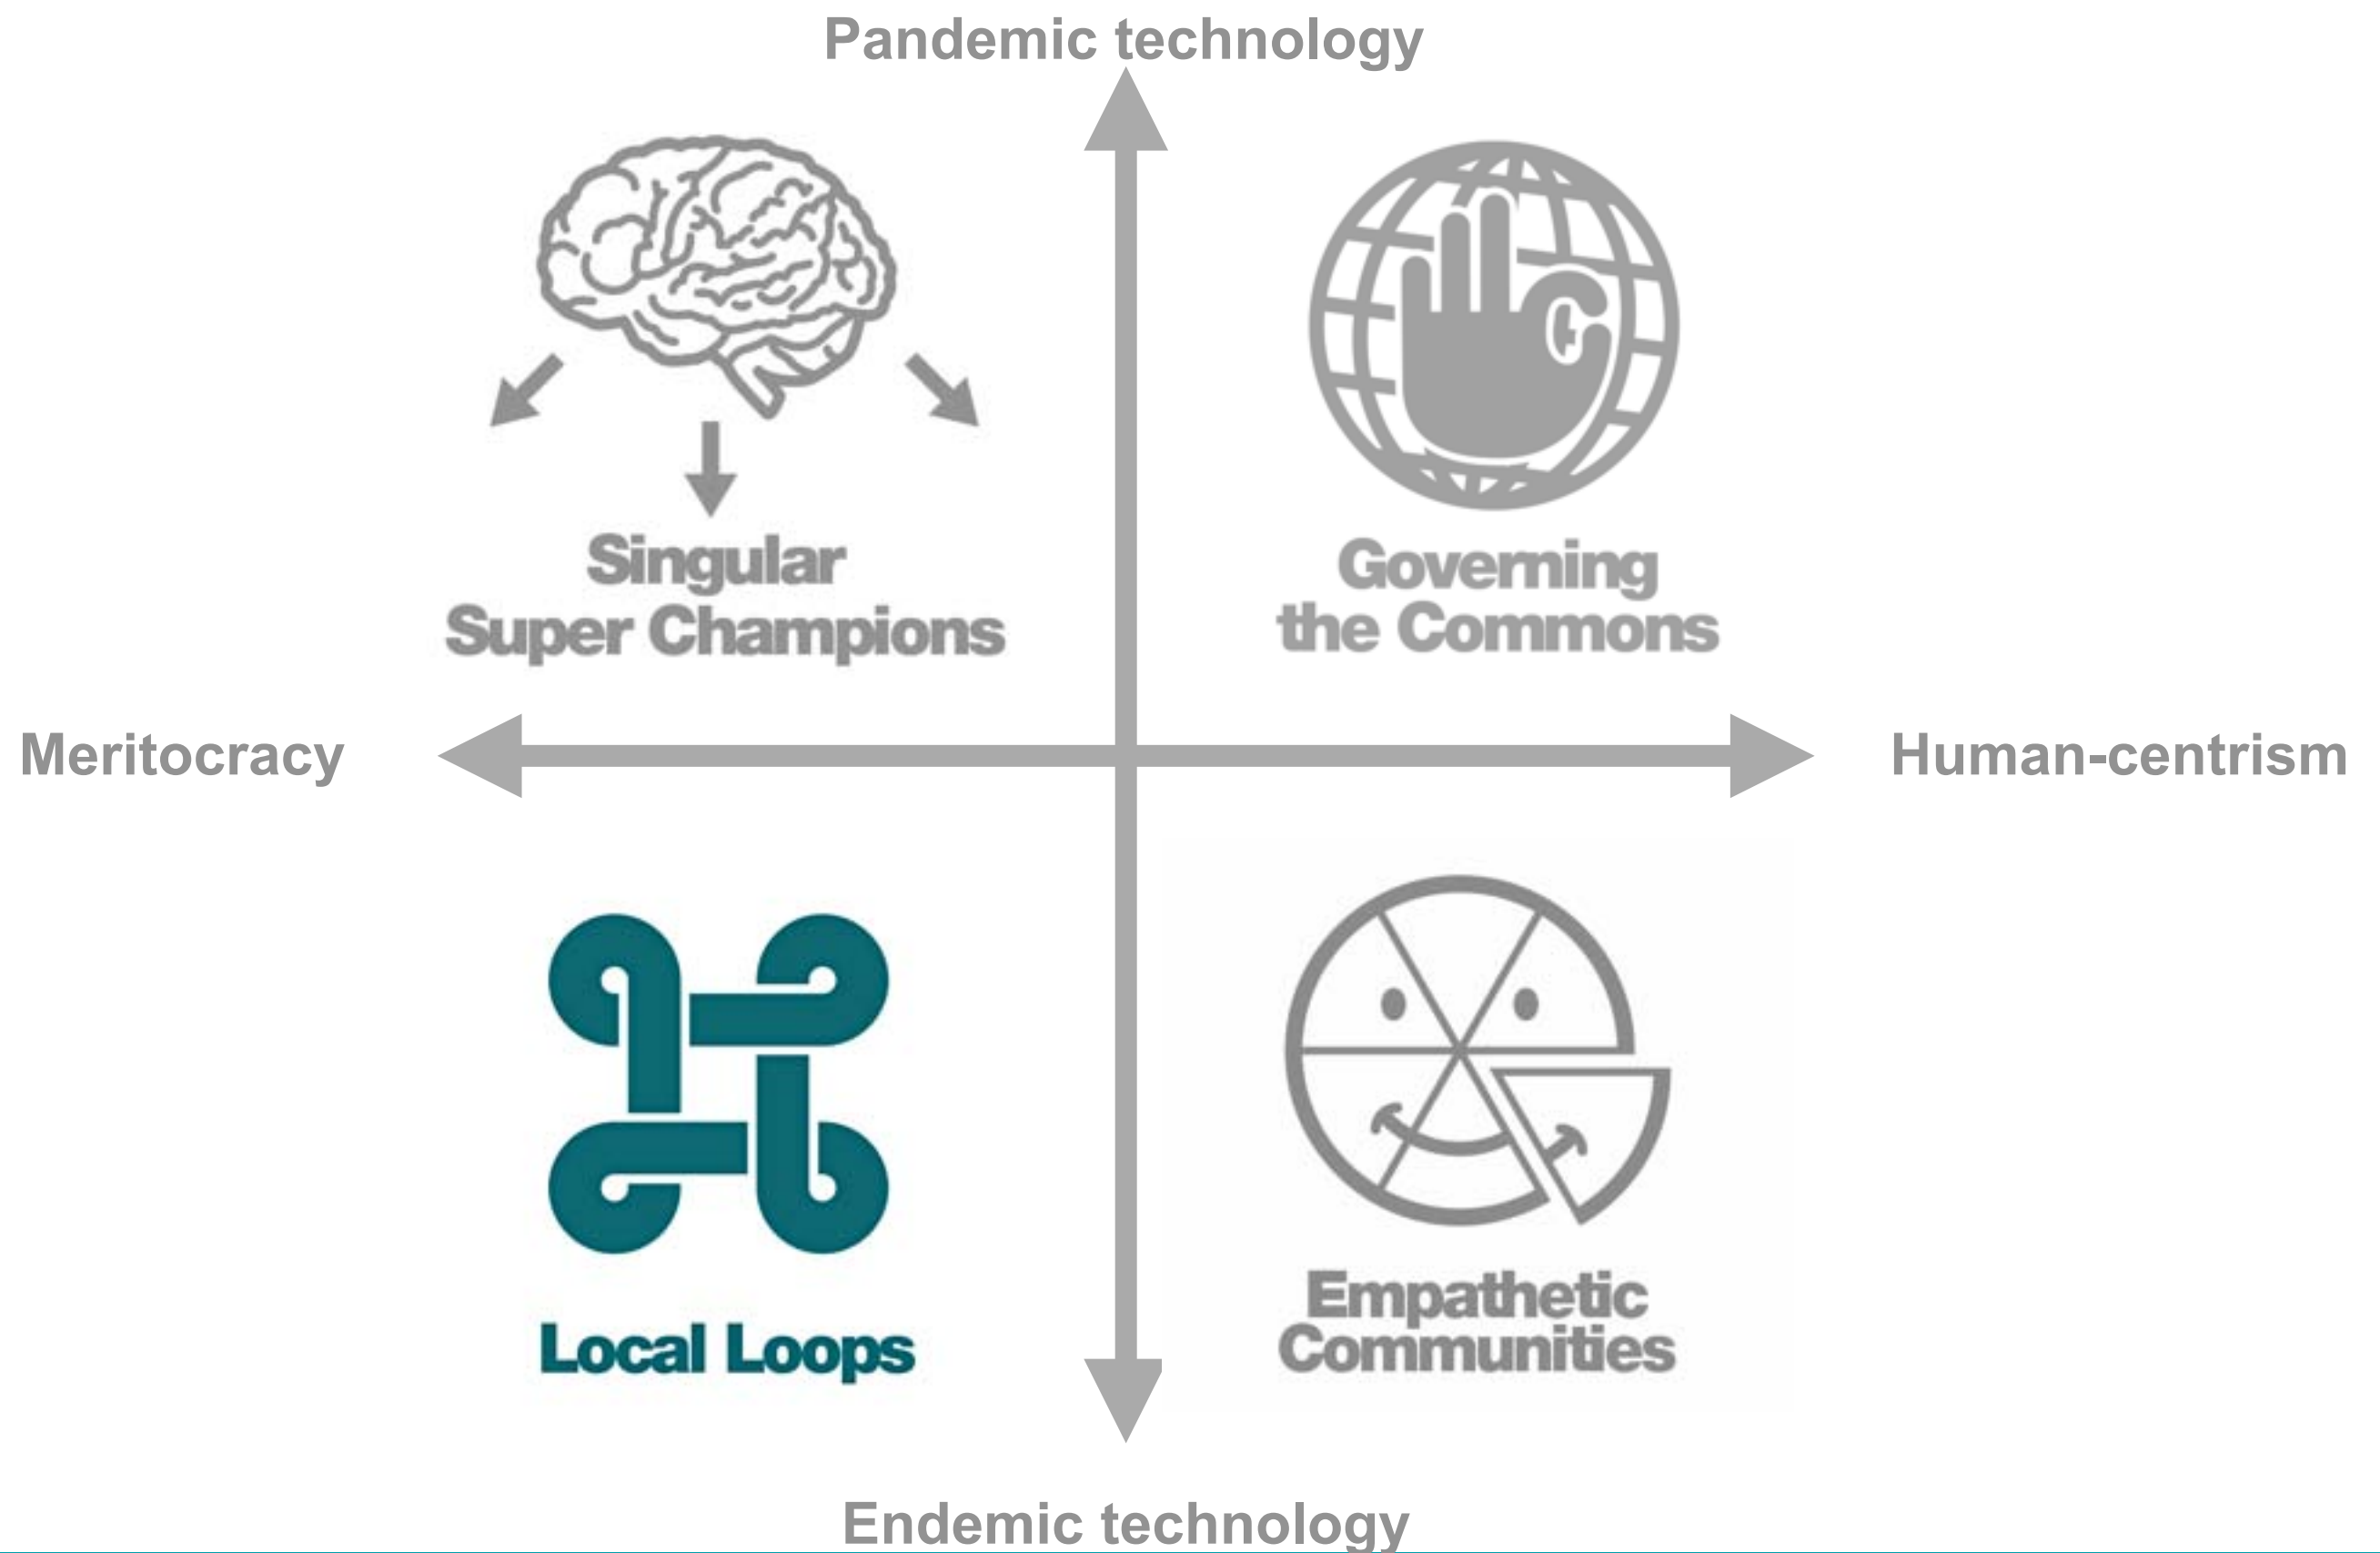 Pandemic technology
Singular
Super Champions
Governing
the Commons
Meritocracy
Human-centrism
Local Loops
Empathetic
Communities
Endemic technology